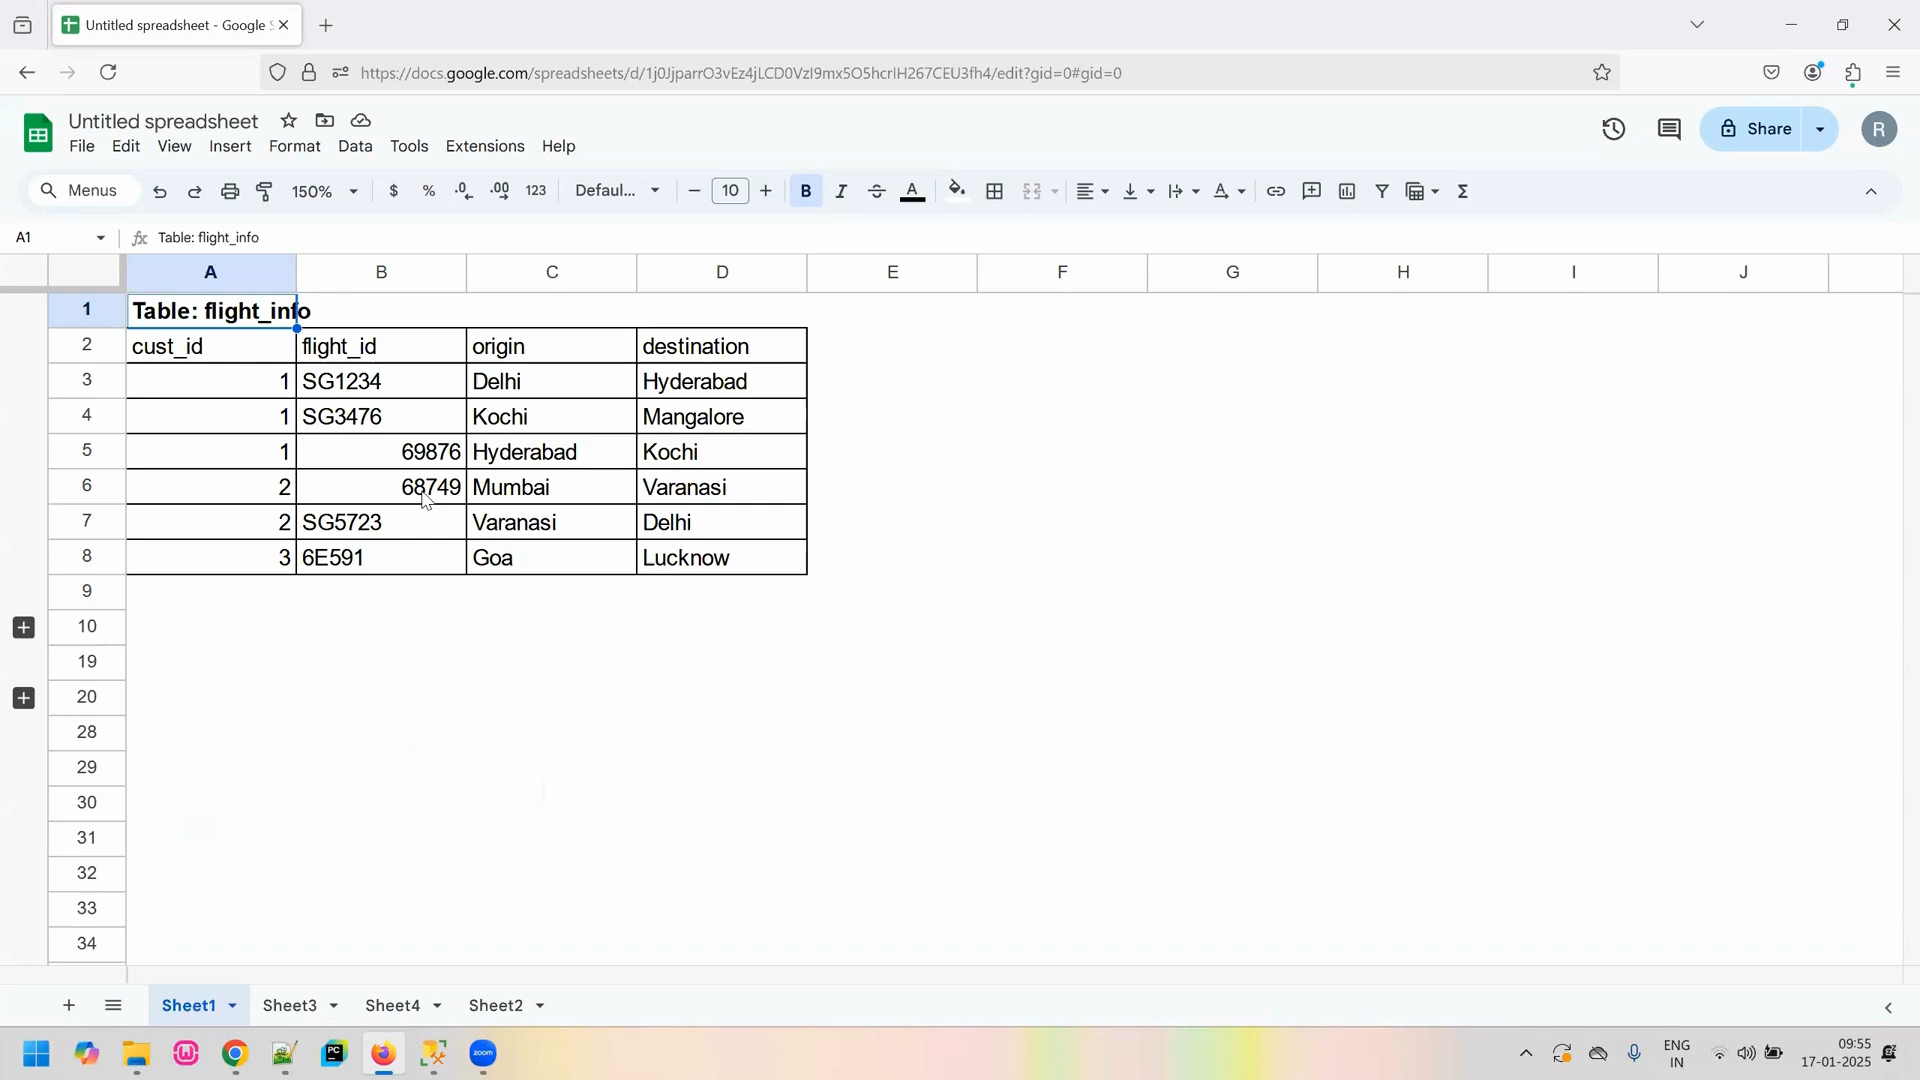 Untitled spreadsheet - Google S
https://docs.google.com/spreadsheets/d/1j0JjparrO3vEz4jLCD0VzI9mx5O5hcrIH267CEU3fh4/edit?gid=0#gid=0
Untitled spreadsheet
File Edit View Insert Format Data Tools Extensions Help
Share
R
Menus 150% $ % .0 .00 123 Defaul... 10 B I A Σ
A1 fx Table: flight_info
A B C D E F G H I J
1 Table: flight_info
2 cust_id flight_id origin destination
3 1 SG1234 Delhi Hyderabad
4 1 SG3476 Kochi Mangalore
5 1 69876 Hyderabad Kochi
6 2 68749 Mumbai Varanasi
7 2 SG5723 Varanasi Delhi
8 3 6E591 Goa Lucknow
9
10
19
20
28
29
30
31
32
33
34
Sheet1 Sheet3 Sheet4 Sheet2
PC zoom ENG 09:55
IN 17-01-2025